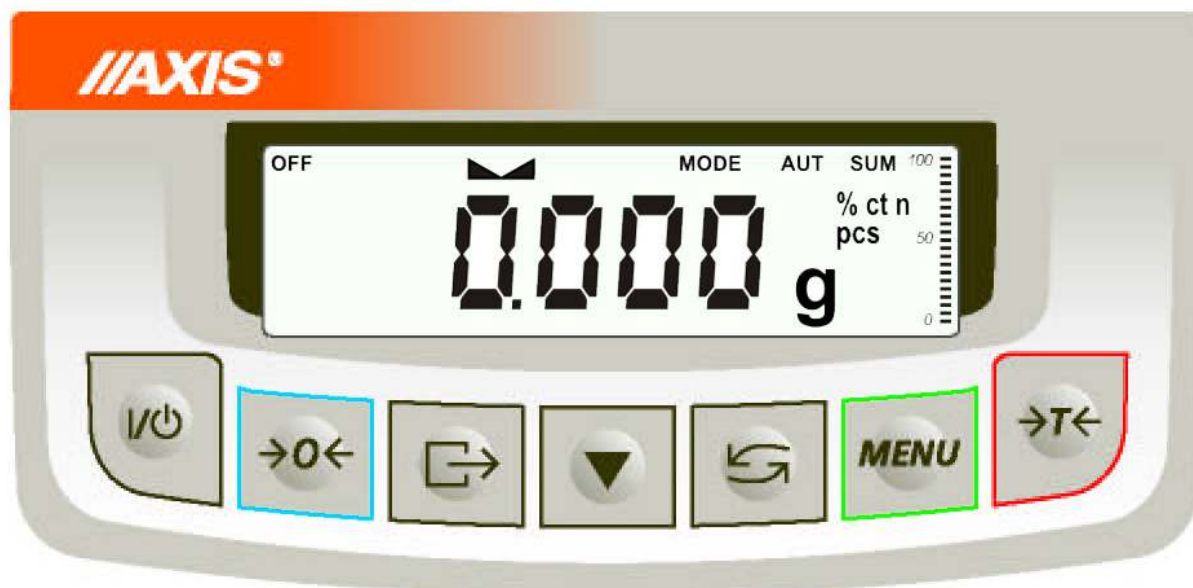 //AXIS®
OFF MODE AUT SUM 100
% ct n
pcs 50
0.000 g
0
I/⏻ →0← ▼ MENU →T←